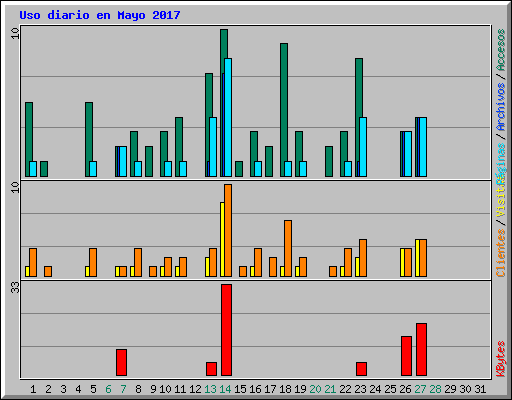 Uso diario en Mayo 2017
10
10
33
Accesos / Archivos / Páginas
Visitas / Clientes
KBytes
1 2 3 4 5 6 7 8 9 10 11 12 13 14 15 16 17 18 19 20 21 22 23 24 25 26 27 28 29 30 31